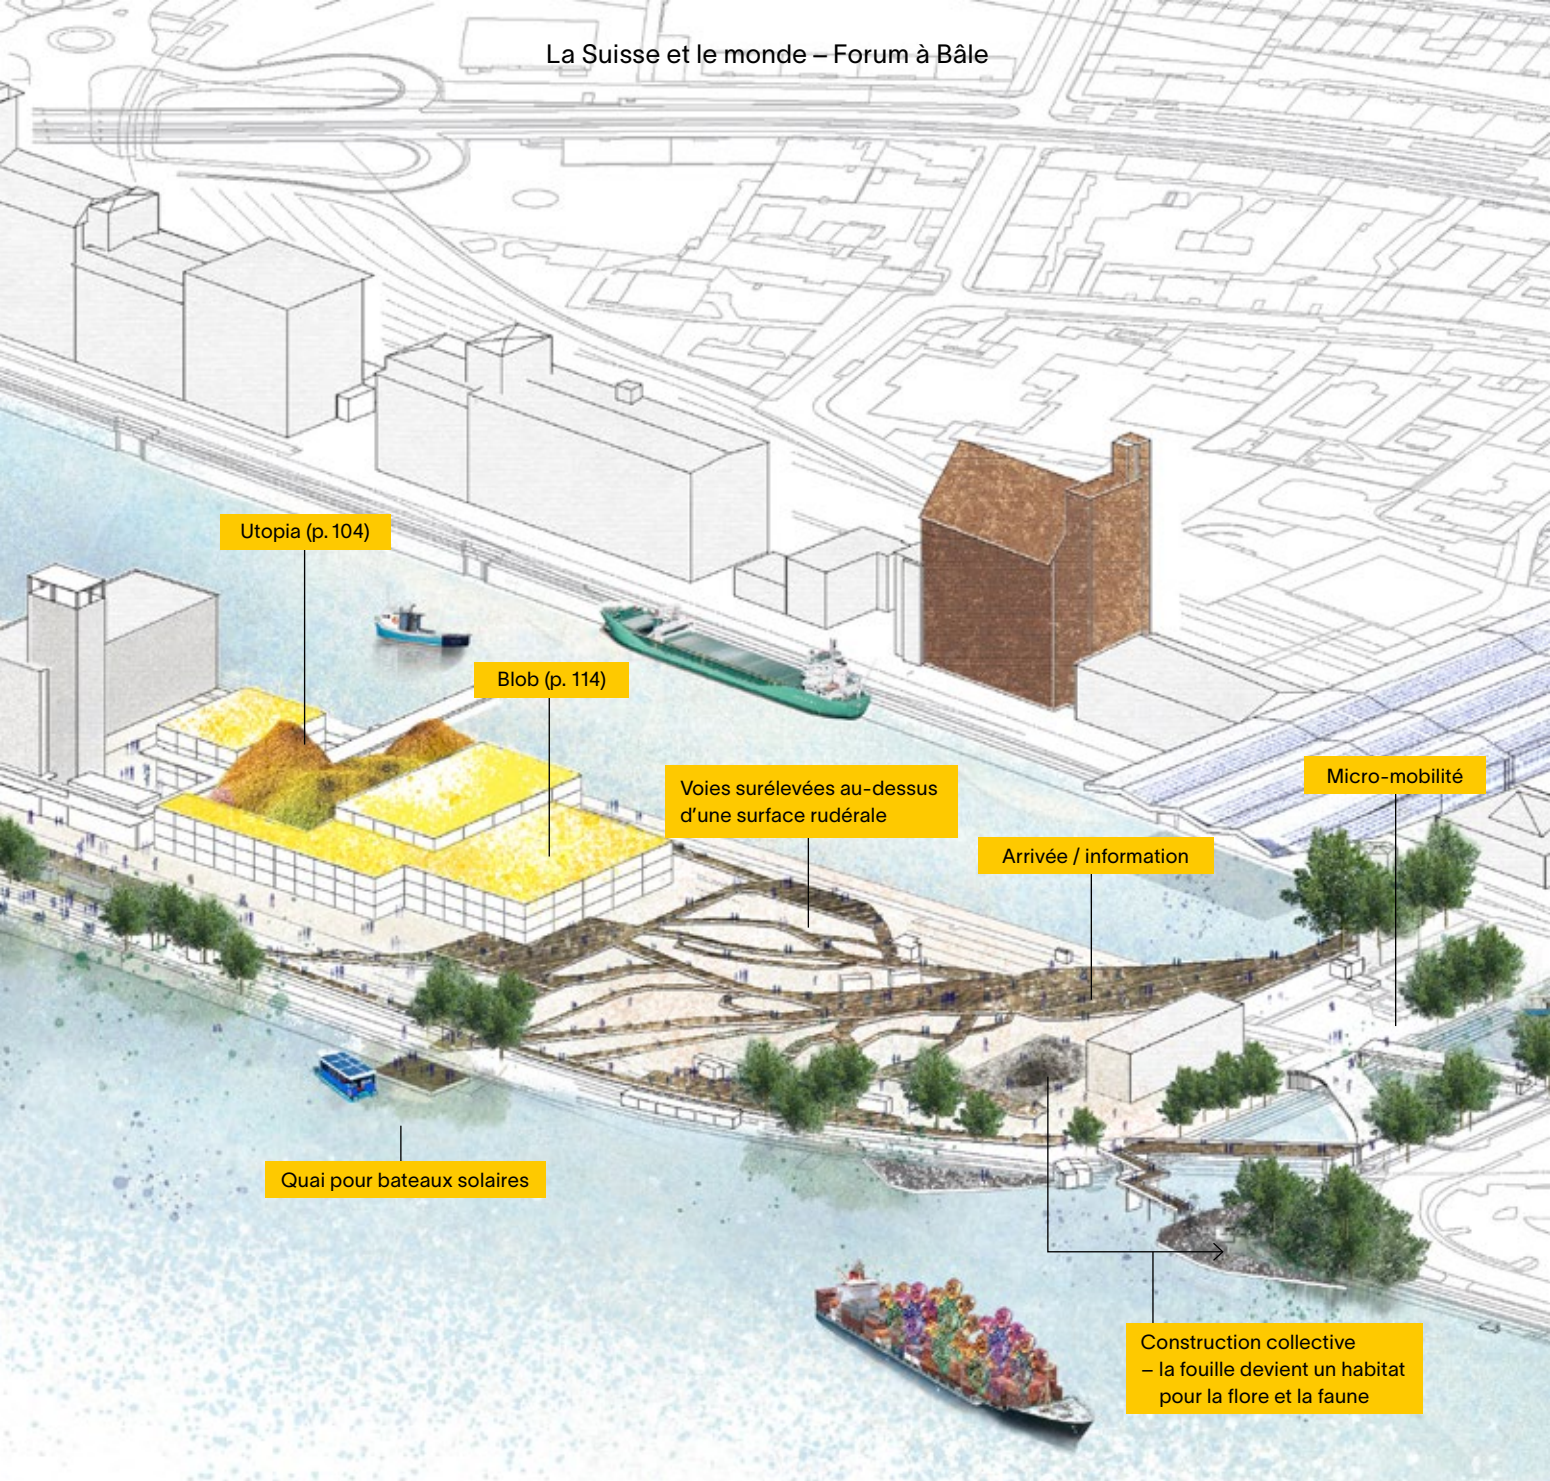 La Suisse et le monde – Forum à Bâle
Utopia (p. 104)
Blob (p. 114)
Voies surélevées au-dessus
d’une surface rudérale
Micro-mobilité
Arrivée / information
Quai pour bateaux solaires
Construction collective
– la fouille devient un habitat
pour la flore et la faune